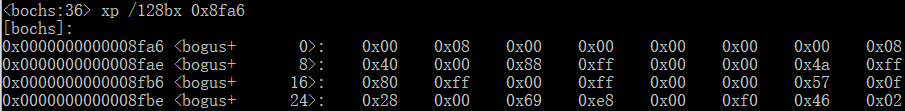 <bochs:36> xp /128bx 0x8fa6
[bochs]:
0x0000000000008fa6 <bogus+       0>:    0x00    0x08    0x00    0x00    0x00    0x00    0x00    0x08
0x0000000000008fae <bogus+       8>:    0x40    0x00    0x88    0xff    0x00    0x00    0x4a    0xff
0x0000000000008fb6 <bogus+      16>:    0x80    0xff    0xff    0x00    0x00    0x00    0x57    0x0f
0x0000000000008fbe <bogus+      24>:    0x28    0x00    0x69    0xe8    0x00    0xf0    0x46    0x02